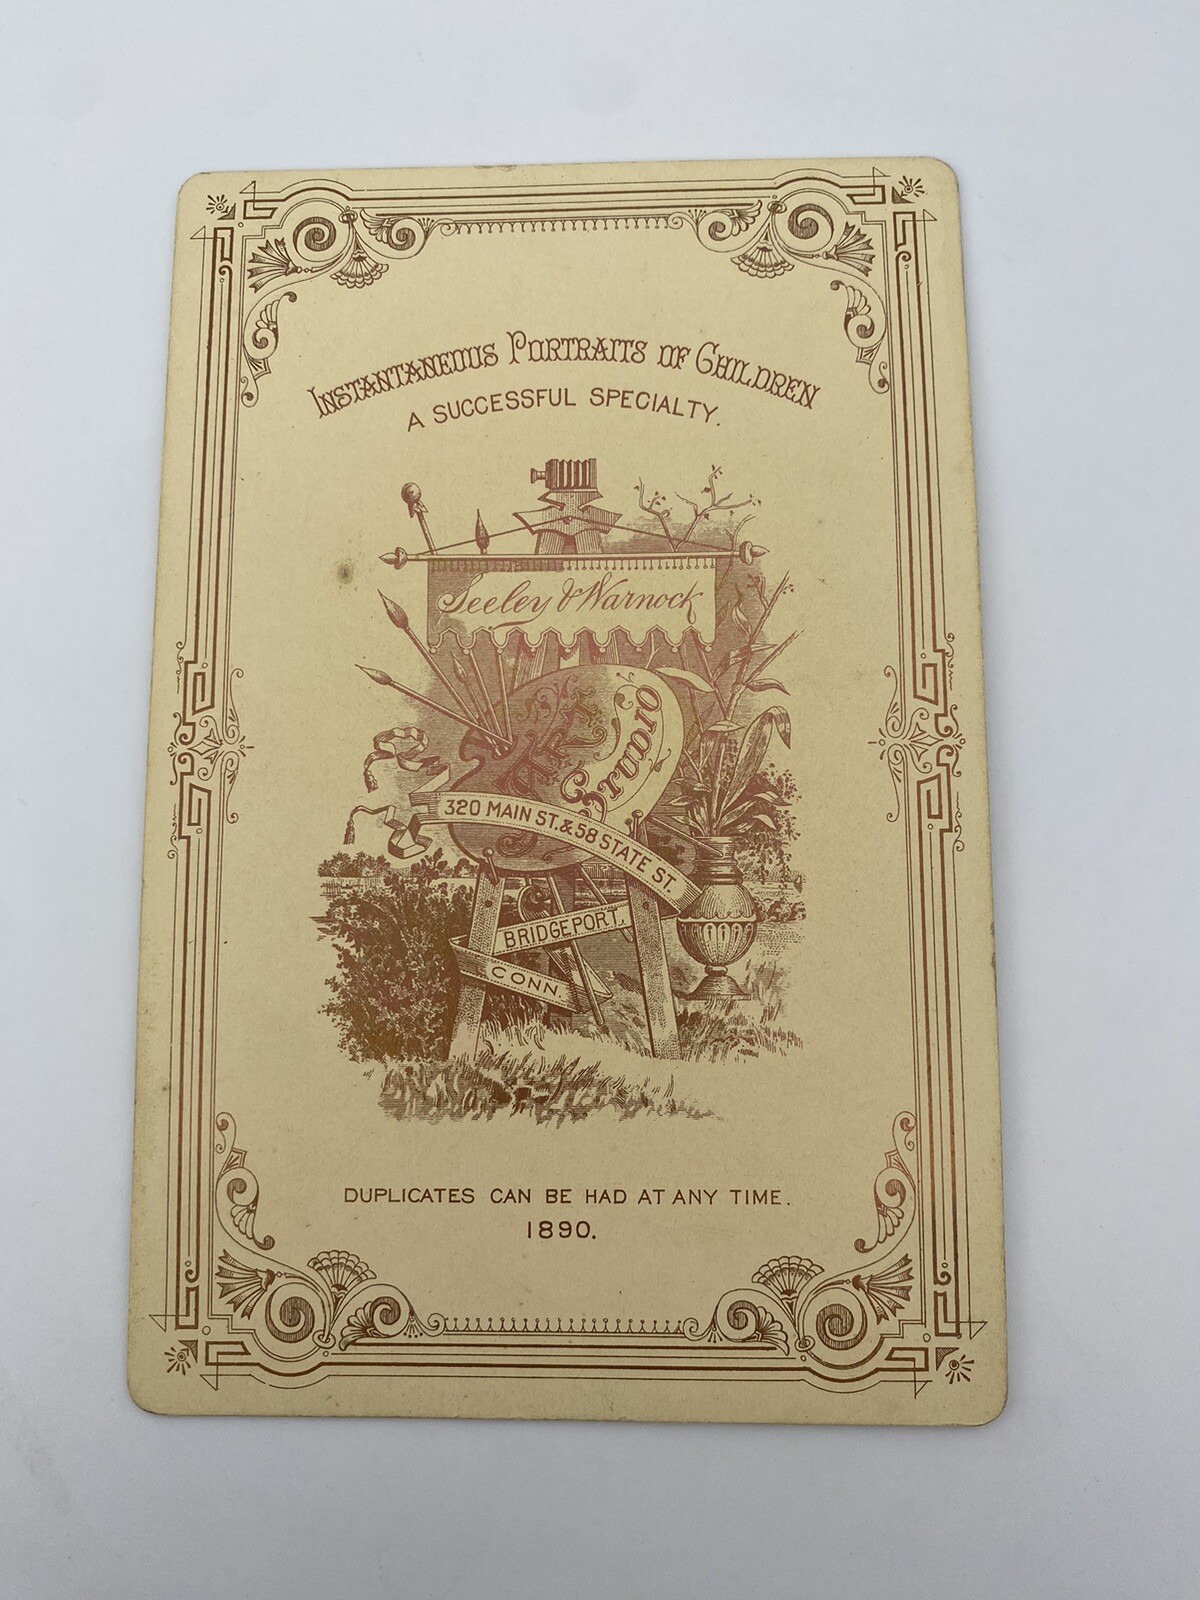 INSTANTANEOUS PORTRAITS OF CHILDREN
A SUCCESSFUL SPECIALTY.
Seeley & Warnock
ART
STUDIO
320 MAIN ST. & 58 STATE ST.
BRIDGEPORT,
CONN.
DUPLICATES CAN BE HAD AT ANY TIME.
1890.